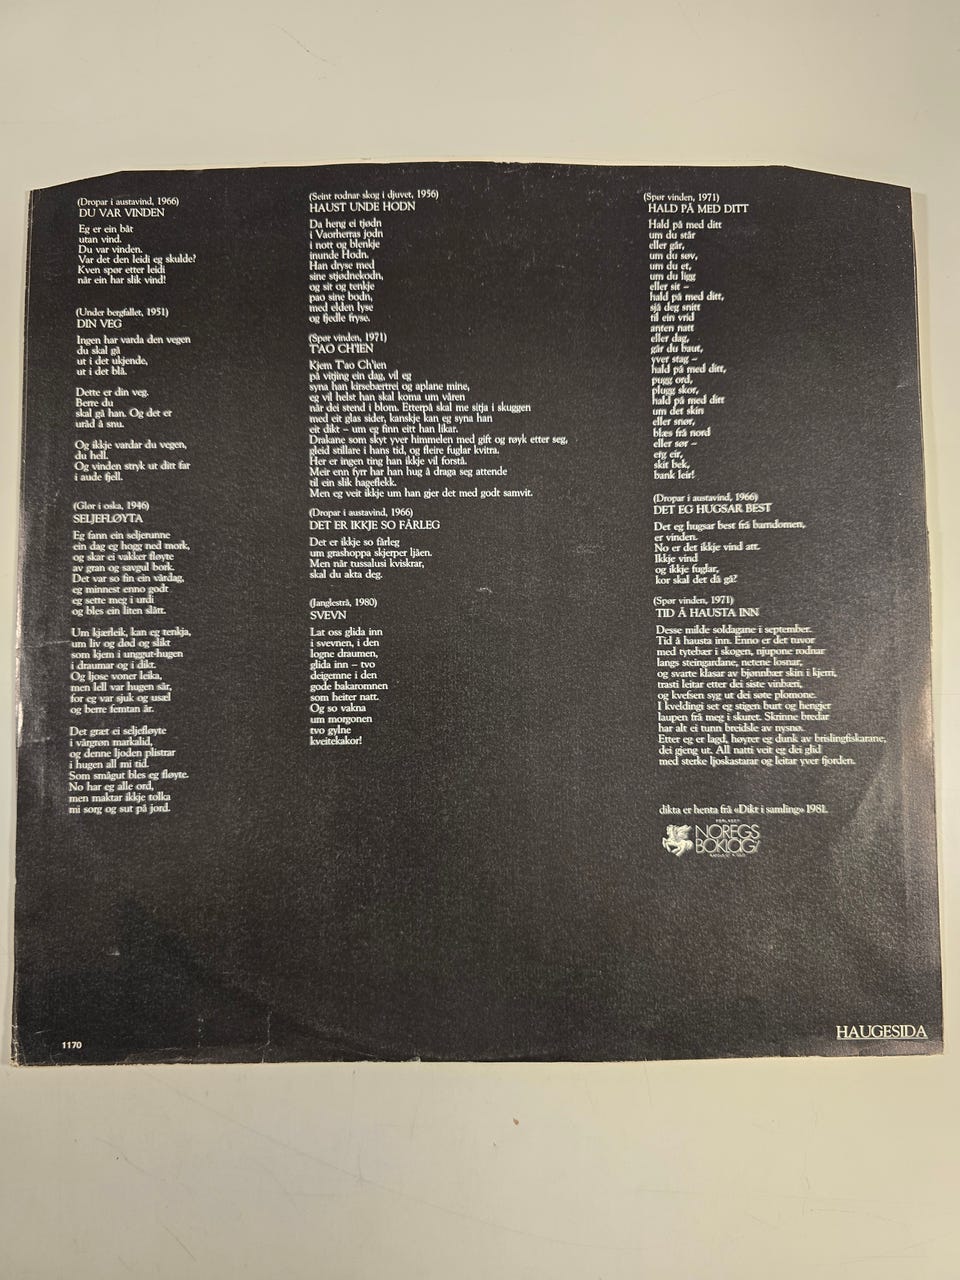 (Dropar i austavind, 1966)
DU VAR VINDEN
Eg er ein båt
utan vind.
Du var vinden.
Var det den leidi eg skulde?
Kven spør etter leidi
når ein har slik vind!
(Under bergfallet, 1951)
DIN VEG
Ingen har varda den vegen
du skal gå
ut i det ukjende,
ut i det blå.
Dette er din veg.
Berre du
skal gå han. Og det er
uråd å snu.
Og ikkje vardar du vegen,
du hell.
Og vinden stryk ut ditt far
i aude fjell.
(Glør i oska, 1946)
SELJEFLØYTA
Eg fann ein seljerunne
ein dag eg hogg ned mork,
og skar ei vakker fløyte
av gran og savgul bork.
Det var so fin ein vårdag,
eg minnest enno godt
eg sette meg i urdi
og bles ein liten slått.
Um kjærleik, kan eg tenkja,
um liv og død og slikt
som kjem i unggut-hugen
i draumar og i dikt.
Og ljose voner leika,
men lell var hugen sår,
for eg var sjuk og usæl
og berre femtan år.
Det græt ei seljefløyte
i vårgrøn markalid,
og denne ljoden plistrar
i hugen all mi tid.
Som smågut bles eg fløyte.
No har eg alle ord,
men maktar ikkje tolka
mi sorg og sut på jord.
(Seint rodnar skog i djuvet, 1956)
HAUST UNDE HODN
Da heng ei tjødn
i Vaorherras jodn
i nott og blenkje
inunde Hodn.
Han dryse med
sine stjødnekodn,
og sit og tenkje
pao sine bodn,
med elden lyse
og fjedle fryse.
(Spør vinden, 1971)
T'AO CH'IEN
Kjem T'ao Ch'ien
på vitjing ein dag, vil eg
syna han kirsebærtrei og aplane mine,
eg vil helst han skal koma um våren
når dei stend i blom. Etterpå skal me sitja i skuggen
med eit glas sider, kanskje kan eg syna han
eit dikt – um eg finn eitt han likar.
Drakane som skyt yver himmelen med gift og røyk etter seg,
gleid stillare i hans tid, og fleire fuglar kvitra.
Her er ingen ting han ikkje vil forstå.
Meir enn fyrr har han hug å draga seg attende
til ein slik hageflekk.
Men eg veit ikkje um han gjer det med godt samvit.
(Dropar i austavind, 1966)
DET ER IKKJE SO FÅRLEG
Det er ikkje so fårleg
um grashoppa skjerper ljåen.
Men når tussalusi kviskrar,
skal du akta deg.
(Janglestrå, 1980)
SVEVN
Lat oss glida inn
i svevnen, i den
logne draumen,
glida inn – tvo
deigemne i den
gode bakaromnen
som heiter natt.
Og so vakna
um morgonen
tvo gylne
kveitekakor!
(Spør vinden, 1971)
HALD PÅ MED DITT
Hald på med ditt
um du står
eller går,
um du søv,
um du et,
um du ligg
eller sit –
hald på med ditt,
sjå deg snitt
til ein vrid
anten natt
eller dag,
går du baut,
yver stag –
hald på med ditt,
pugg ord,
plugg skor,
hald på med ditt
um det skin
eller snør,
blæs frå nord
eller sør –
eig eir,
skit bek,
bank leir!
(Dropar i austavind, 1966)
DET EG HUGSAR BEST
Det eg hugsar best frå barndomen,
er vinden.
No er det ikkje vind att.
Ikkje vind
og ikkje fuglar,
kor skal det då gå?
(Spør vinden, 1971)
TID Å HAUSTA INN
Desse milde soldagane i september.
Tid å hausta inn. Enno er det tuvor
med tytebær i skogen, njupone rodnar
langs steingardane, netene losnar,
og svarte klasar av bjønnbær skin i kjerri,
trasti leitar etter dei siste vinbæri,
og kvefsen syg ut dei søte plomone.
I kveldingi set eg stigen burt og hengjer
laupen frå meg i skuret. Skrinne bredar
har alt ei tunn breidsle av nysnø.
Etter eg er lagd, høyrer eg dunk av brislingfiskarane,
dei gjeng ut. All natti veit eg dei glid
med sterke ljoskastarar og leitar yver fjorden.
dikta er henta frå «Dikt i samling» 1981.
FORLAGET
NOREGS
BOKLAG
HAUGESIDA
1170